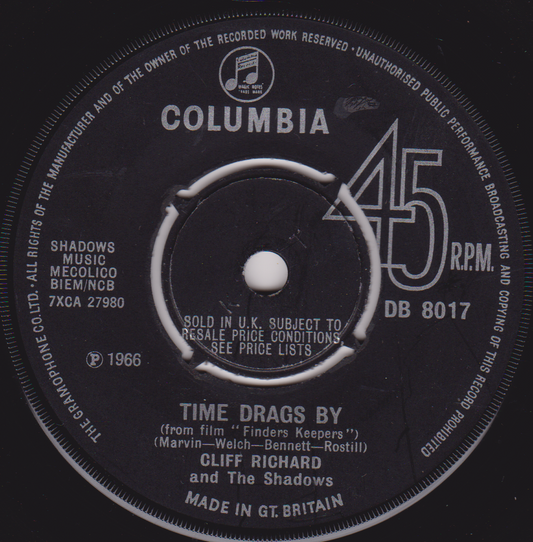 THE GRAMOPHONE CO. LTD. · ALL RIGHTS OF THE MANUFACTURER AND OF THE OWNER OF THE RECORDED WORK RESERVED · UNAUTHORISED PUBLIC PERFORMANCE BROADCASTING AND COPYING OF THIS RECORD PROHIBITED
COLUMBIA
45
R.P.M.
SHADOWS
MUSIC
MECOLICO
BIEM/NCB
7XCA 27980
DB 8017
SOLD IN U.K. SUBJECT TO
RESALE PRICE CONDITIONS,
SEE PRICE LISTS
Ⓟ 1966
TIME DRAGS BY
(from film "Finders Keepers")
(Marvin—Welch—Bennett—Rostill)
CLIFF RICHARD
and The Shadows
MADE IN GT. BRITAIN